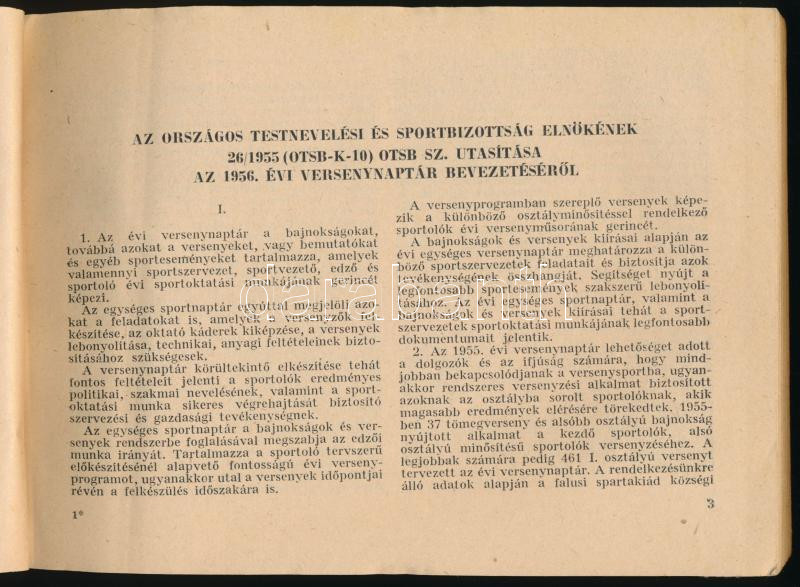 AZ ORSZÁGOS TESTNEVELÉSI ÉS SPORTBIZOTTSÁG ELNÖKÉNEK
26/1955 (OTSB-K-10) OTSB SZ. UTASÍTÁSA
AZ 1956. ÉVI VERSENYNAPTÁR BEVEZETÉSÉRŐL
I.
1. Az évi versenynaptár a bajnokságokat,
továbbá azokat a versenyeket, vagy bemutatókat
és egyéb sporteseményeket tartalmazza, amelyek
valamennyi sportszervezet, sportvezető, edző és
sportoló évi sportoktatási munkájának gerincét
képezi.
Az egységes sportnaptár egyúttal megjelöli azo-
kat a feladatokat is, amelyek a versenyzők fel-
készítése, az oktató káderek kiképzése, a versenyek
lebonyolítása, technikai, anyagi feltételeinek bizto-
sításához szükségesek.
A versenynaptár körültekintő elkészítése tehát
fontos feltételeit jelenti a sportolók eredményes
politikai, szakmai nevelésének, valamint a sport-
oktatási munka sikeres végrehajtását biztosító
szervezési és gazdasági tevékenységnek.
Az egységes sportnaptár a bajnokságok és ver-
senyek rendszerbe foglalásával megszabja az edzői
munka irányát. Tartalmazza a sportoló tervszerű
előkészítésénél alapvető fontosságú évi verseny-
programot, ugyanakkor utal a versenyek időpontjai
révén a felkészülés időszakára is.
1*
A versenyprogramban szereplő versenyek képe-
zik a különböző osztályminősítéssel rendelkező
sportolók évi versenyműsorának gerincét.
A bajnokságok és versenyek kiírásai alapján az
évi egységes versenynaptár meghatározza a külön-
böző sportszervezetek feladatait és biztosítja azok
tevékenységének összhangját. Segítséget nyújt a
legfontosabb sportesemények szakszerű lebonyolí-
tásához. Az évi egységes sportnaptár, valamint a
bajnokságok és versenyek kiírásai tehát a sport-
szervezetek sportoktatási munkájának legfontosabb
dokumentumait jelentik.
2. Az 1955. évi versenynaptár lehetőséget adott
a dolgozók és az ifjúság számára, hogy mind-
jobban bekapcsolódjanak a versenysportba, ugyan-
akkor rendszeres versenyzési alkalmat biztosított
azoknak az osztályba sorolt sportolóknak, akik
magasabb eredmények elérésére törekedtek. 1955-
ben 37 tömegverseny és alsóbb osztályú bajnokság
nyújtott alkalmat a kezdő sportolók, alsó
osztályú minősítésű sportolók versenyzéséhez. A
legjobbak számára pedig 461 I. osztályú versenyt
tervezett az évi versenynaptár. A rendelkezésünkre
álló adatok alapján a falusi spartakiád községi
3
darabanth